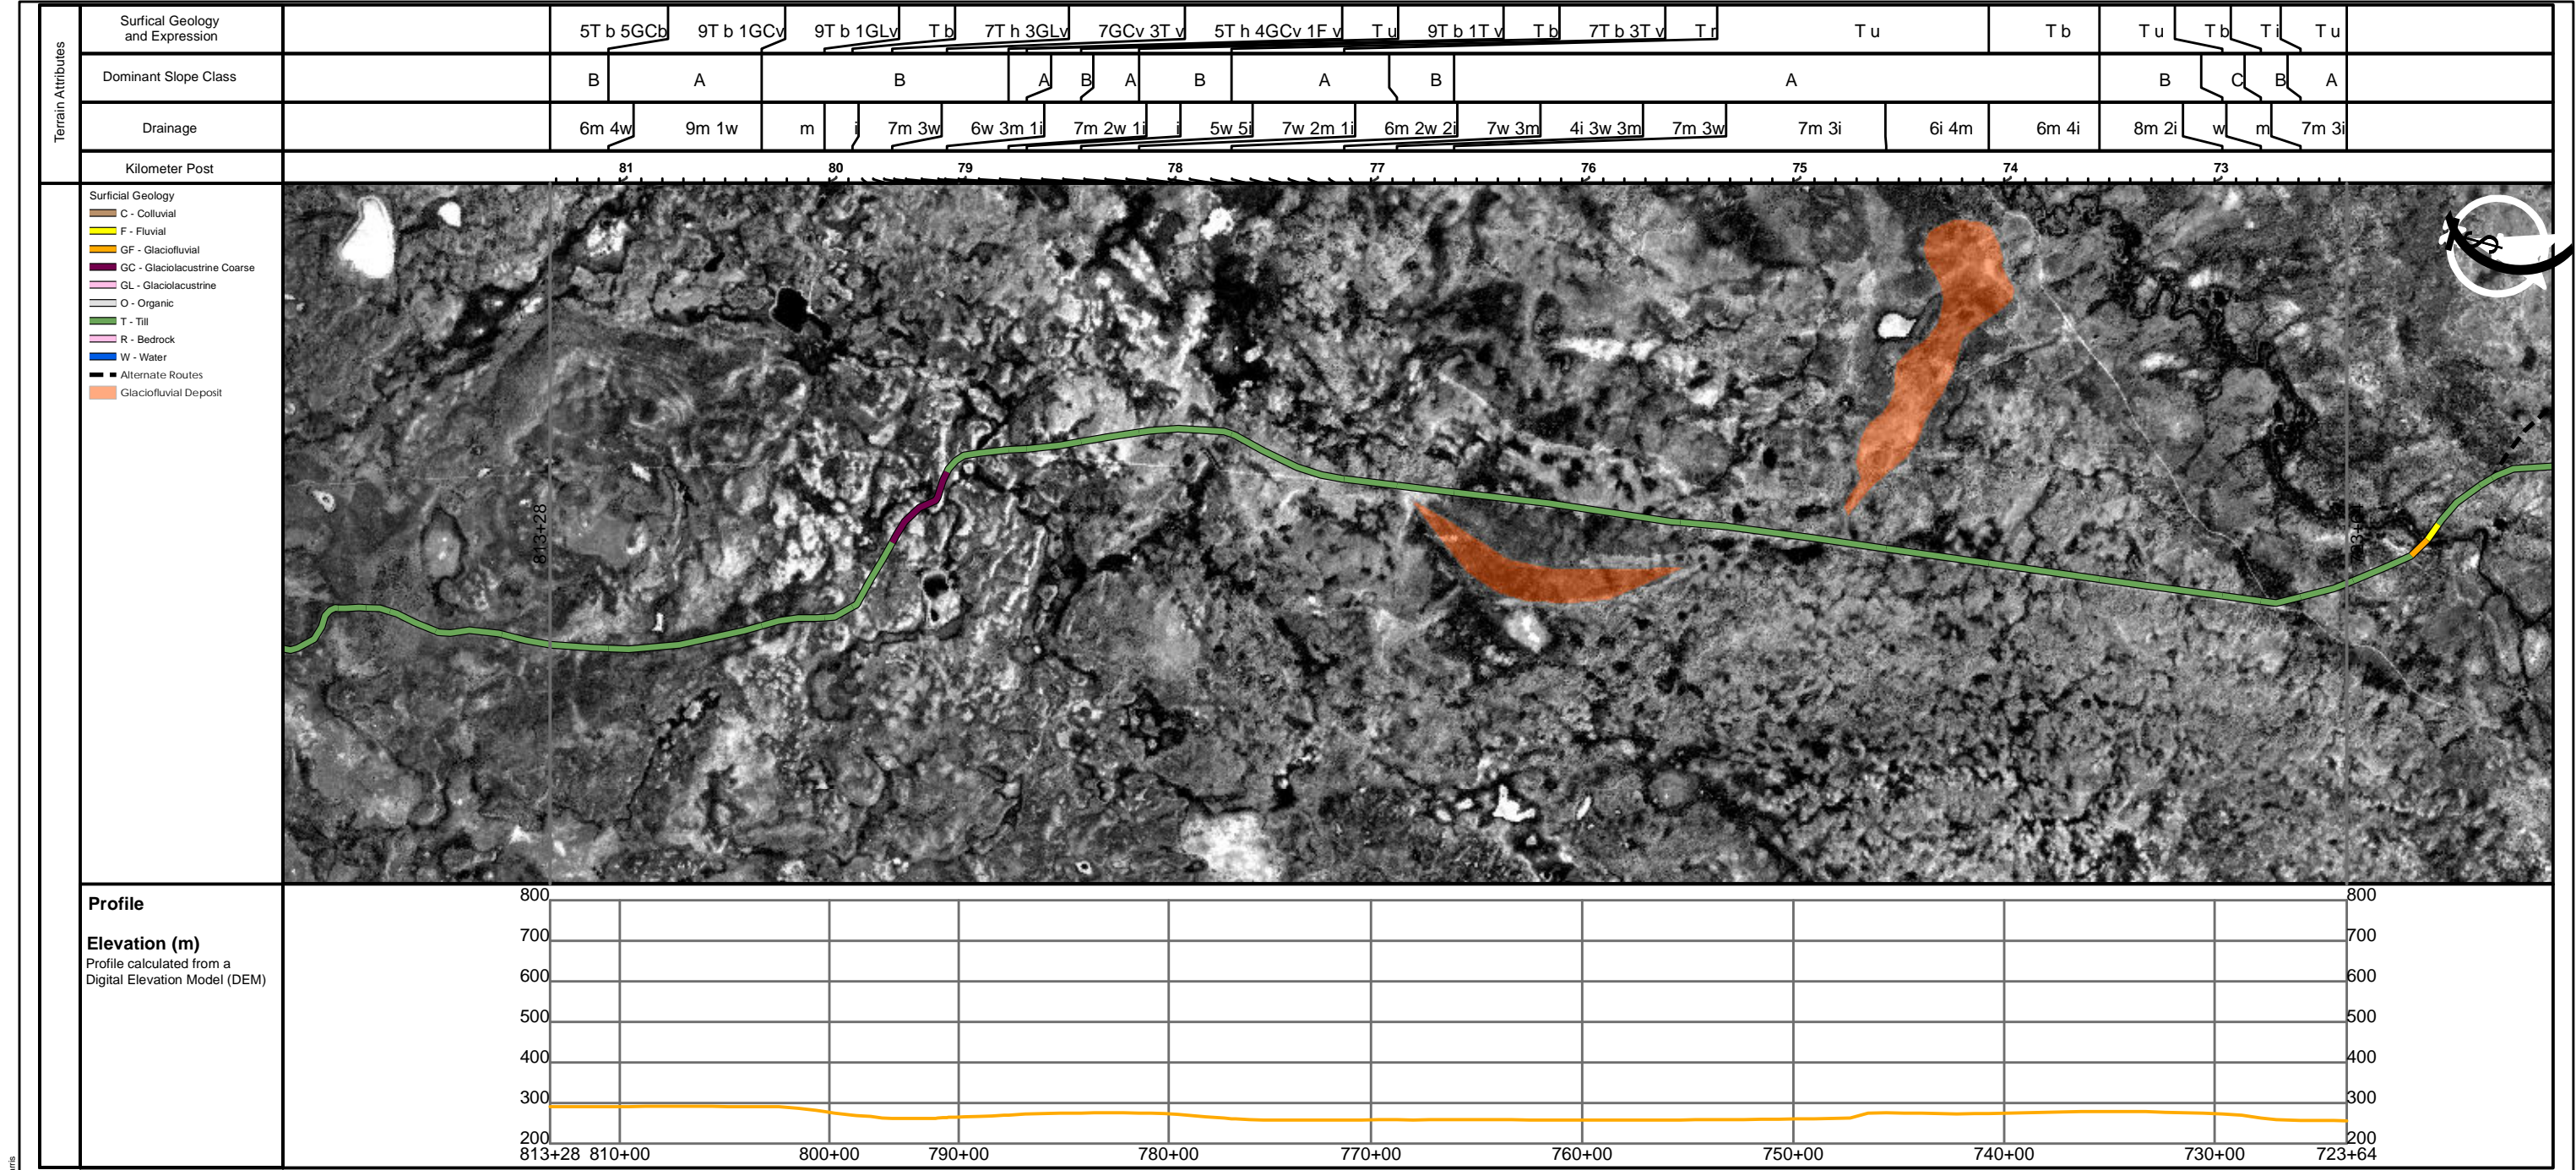 Surfical Geology
and Expression
5T b 5GCb 9T b 1GCv 9T b 1GLv T b 7T h 3GLv 7GCv 3T v 5T h 4GCv 1F v T u 9T b 1T v T b 7T b 3T v T r T u T b T u T b T i T u
Terrain Attributes
Dominant Slope Class
B A B A B A B A B A B C B A
Drainage
6m 4w 9m 1w m i 7m 3w 6w 3m 1i 7m 2w 1i i 5w 5i 7w 2m 1i 6m 2w 2i 7w 3m 4i 3w 3m 7m 3w 7m 3i 6i 4m 6m 4i 8m 2i w m 7m 3i
Kilometer Post
81 80 79 78 77 76 75 74 73
Surficial Geology
C - Colluvial
F - Fluvial
GF - Glaciofluvial
GC - Glaciolacustrine Coarse
GL - Glaciolacustrine
O - Organic
T - Till
R - Bedrock
W - Water
Alternate Routes
Glaciofluvial Deposit
813+28
Profile
Elevation (m)
Profile calculated from a
Digital Elevation Model (DEM)
800 800
700 700
600 600
500 500
400 400
300 300
200 200
813+28 810+00 800+00 790+00 780+00 770+00 760+00 750+00 740+00 730+00 723+64